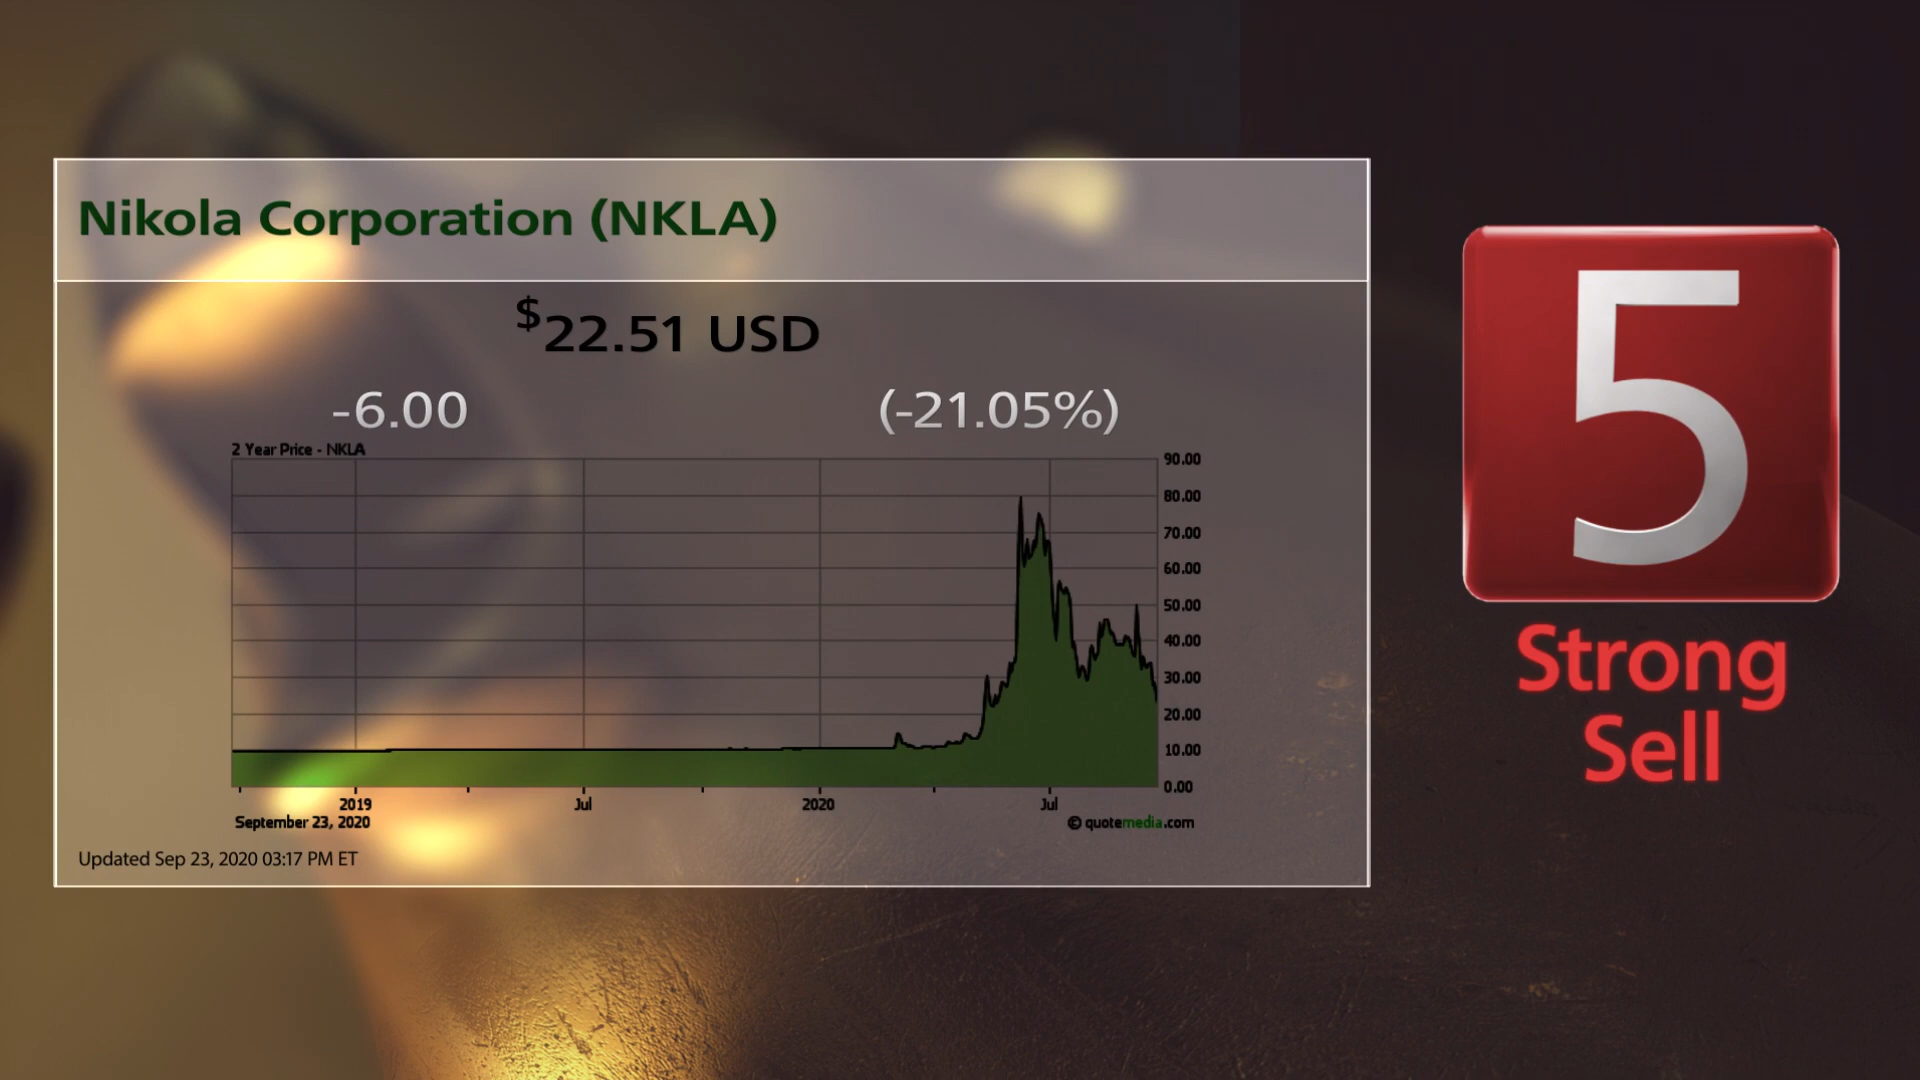 Nikola Corporation (NKLA)
$22.51 USD
-6.00 (-21.05%)
2 Year Price - NKLA
90.00
80.00
70.00
60.00
50.00
40.00
30.00
20.00
10.00
0.00
2019 Jul 2020 Jul
September 23, 2020 © quotemedia.com
Updated Sep 23, 2020 03:17 PM ET
5
Strong
Sell